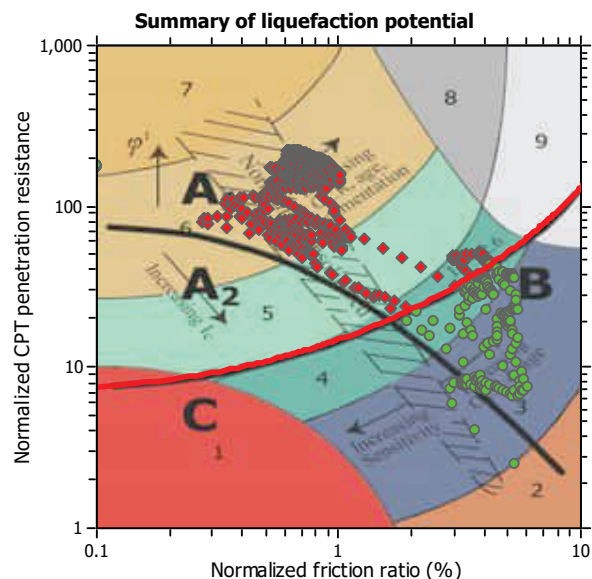 Summary of liquefaction potential
1,000
7
8
9
φ'
100
A
6
A2
B
Increasing Ic
5
10
4
3
C
1
Increasing
Sensitivity
2
1
0.1
1
10
Normalized CPT penetration resistance
Normalized friction ratio (%)